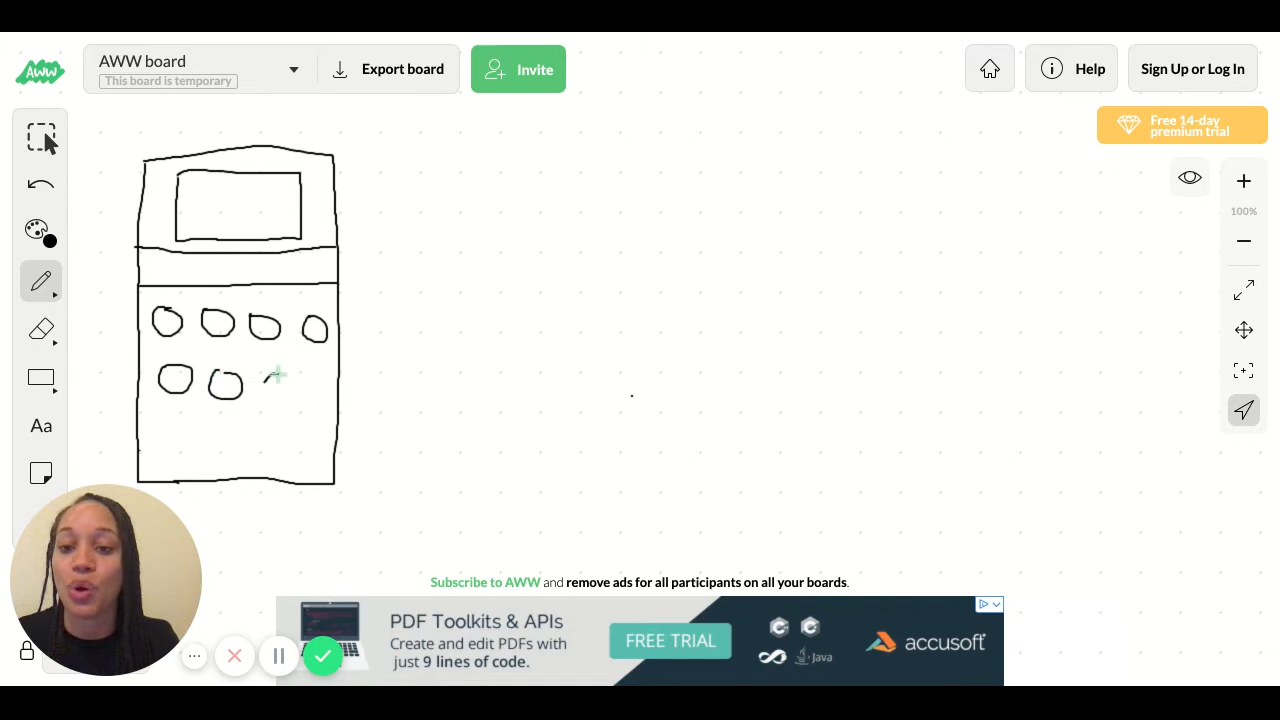 AWW
AWW board
This board is temporary
Export board
Invite
Help
Sign Up or Log In
Free 14-day
premium trial
100%
Aa
Subscribe to AWW and remove ads for all participants on all your boards.
PDF Toolkits & APIs
Create and edit PDFs with
just 9 lines of code.
FREE TRIAL
Java
accusoft